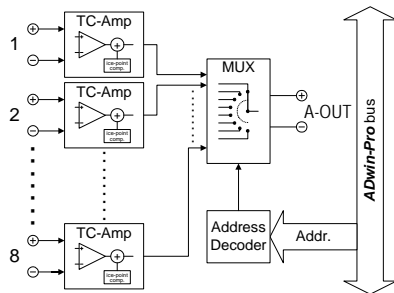 TC-Amp
1
ice-point
comp.
TC-Amp
2
ice-point
comp.
TC-Amp
8
ice-point
comp.
MUX
A-OUT
Address
Decoder
Addr.
ADwin-Pro bus